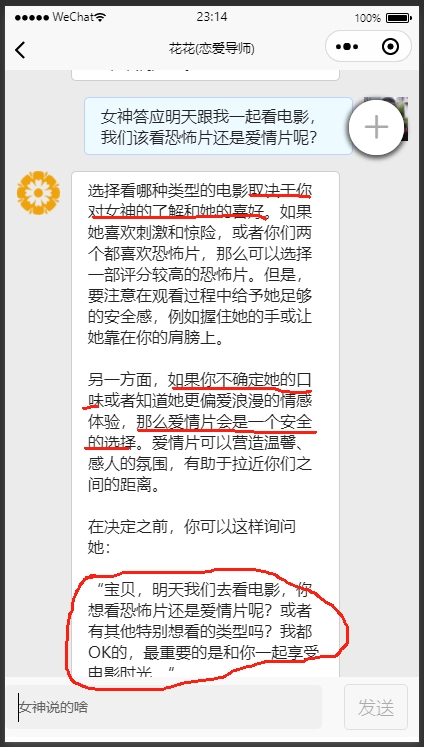 WeChat
23:14
100%
花花(恋爱导师)
女神答应明天跟我一起看电影，
我们该看恐怖片还是爱情片呢？
选择看哪种类型的电影取决于你
对女神的了解和她的喜好。如果
她喜欢刺激和惊险，或者你们两
个都喜欢恐怖片，那么可以选择
一部评分较高的恐怖片。但是，
要注意在观看过程中给予她足够
的安全感，例如握住她的手或让
她靠在你的肩膀上。
另一方面，如果你不确定她的口
味或者知道她更偏爱浪漫的情感
体验，那么爱情片会是一个安全
的选择。爱情片可以营造温馨、
感人的氛围，有助于拉近你们之
间的距离。
在决定之前，你可以这样询问
她：
“宝贝，明天我们去看电影，你
想看恐怖片还是爱情片呢？或者
有其他特别想看的类型吗？我都
OK的，最重要的是和你一起享受
电影时光。“
女神说的啥
发送